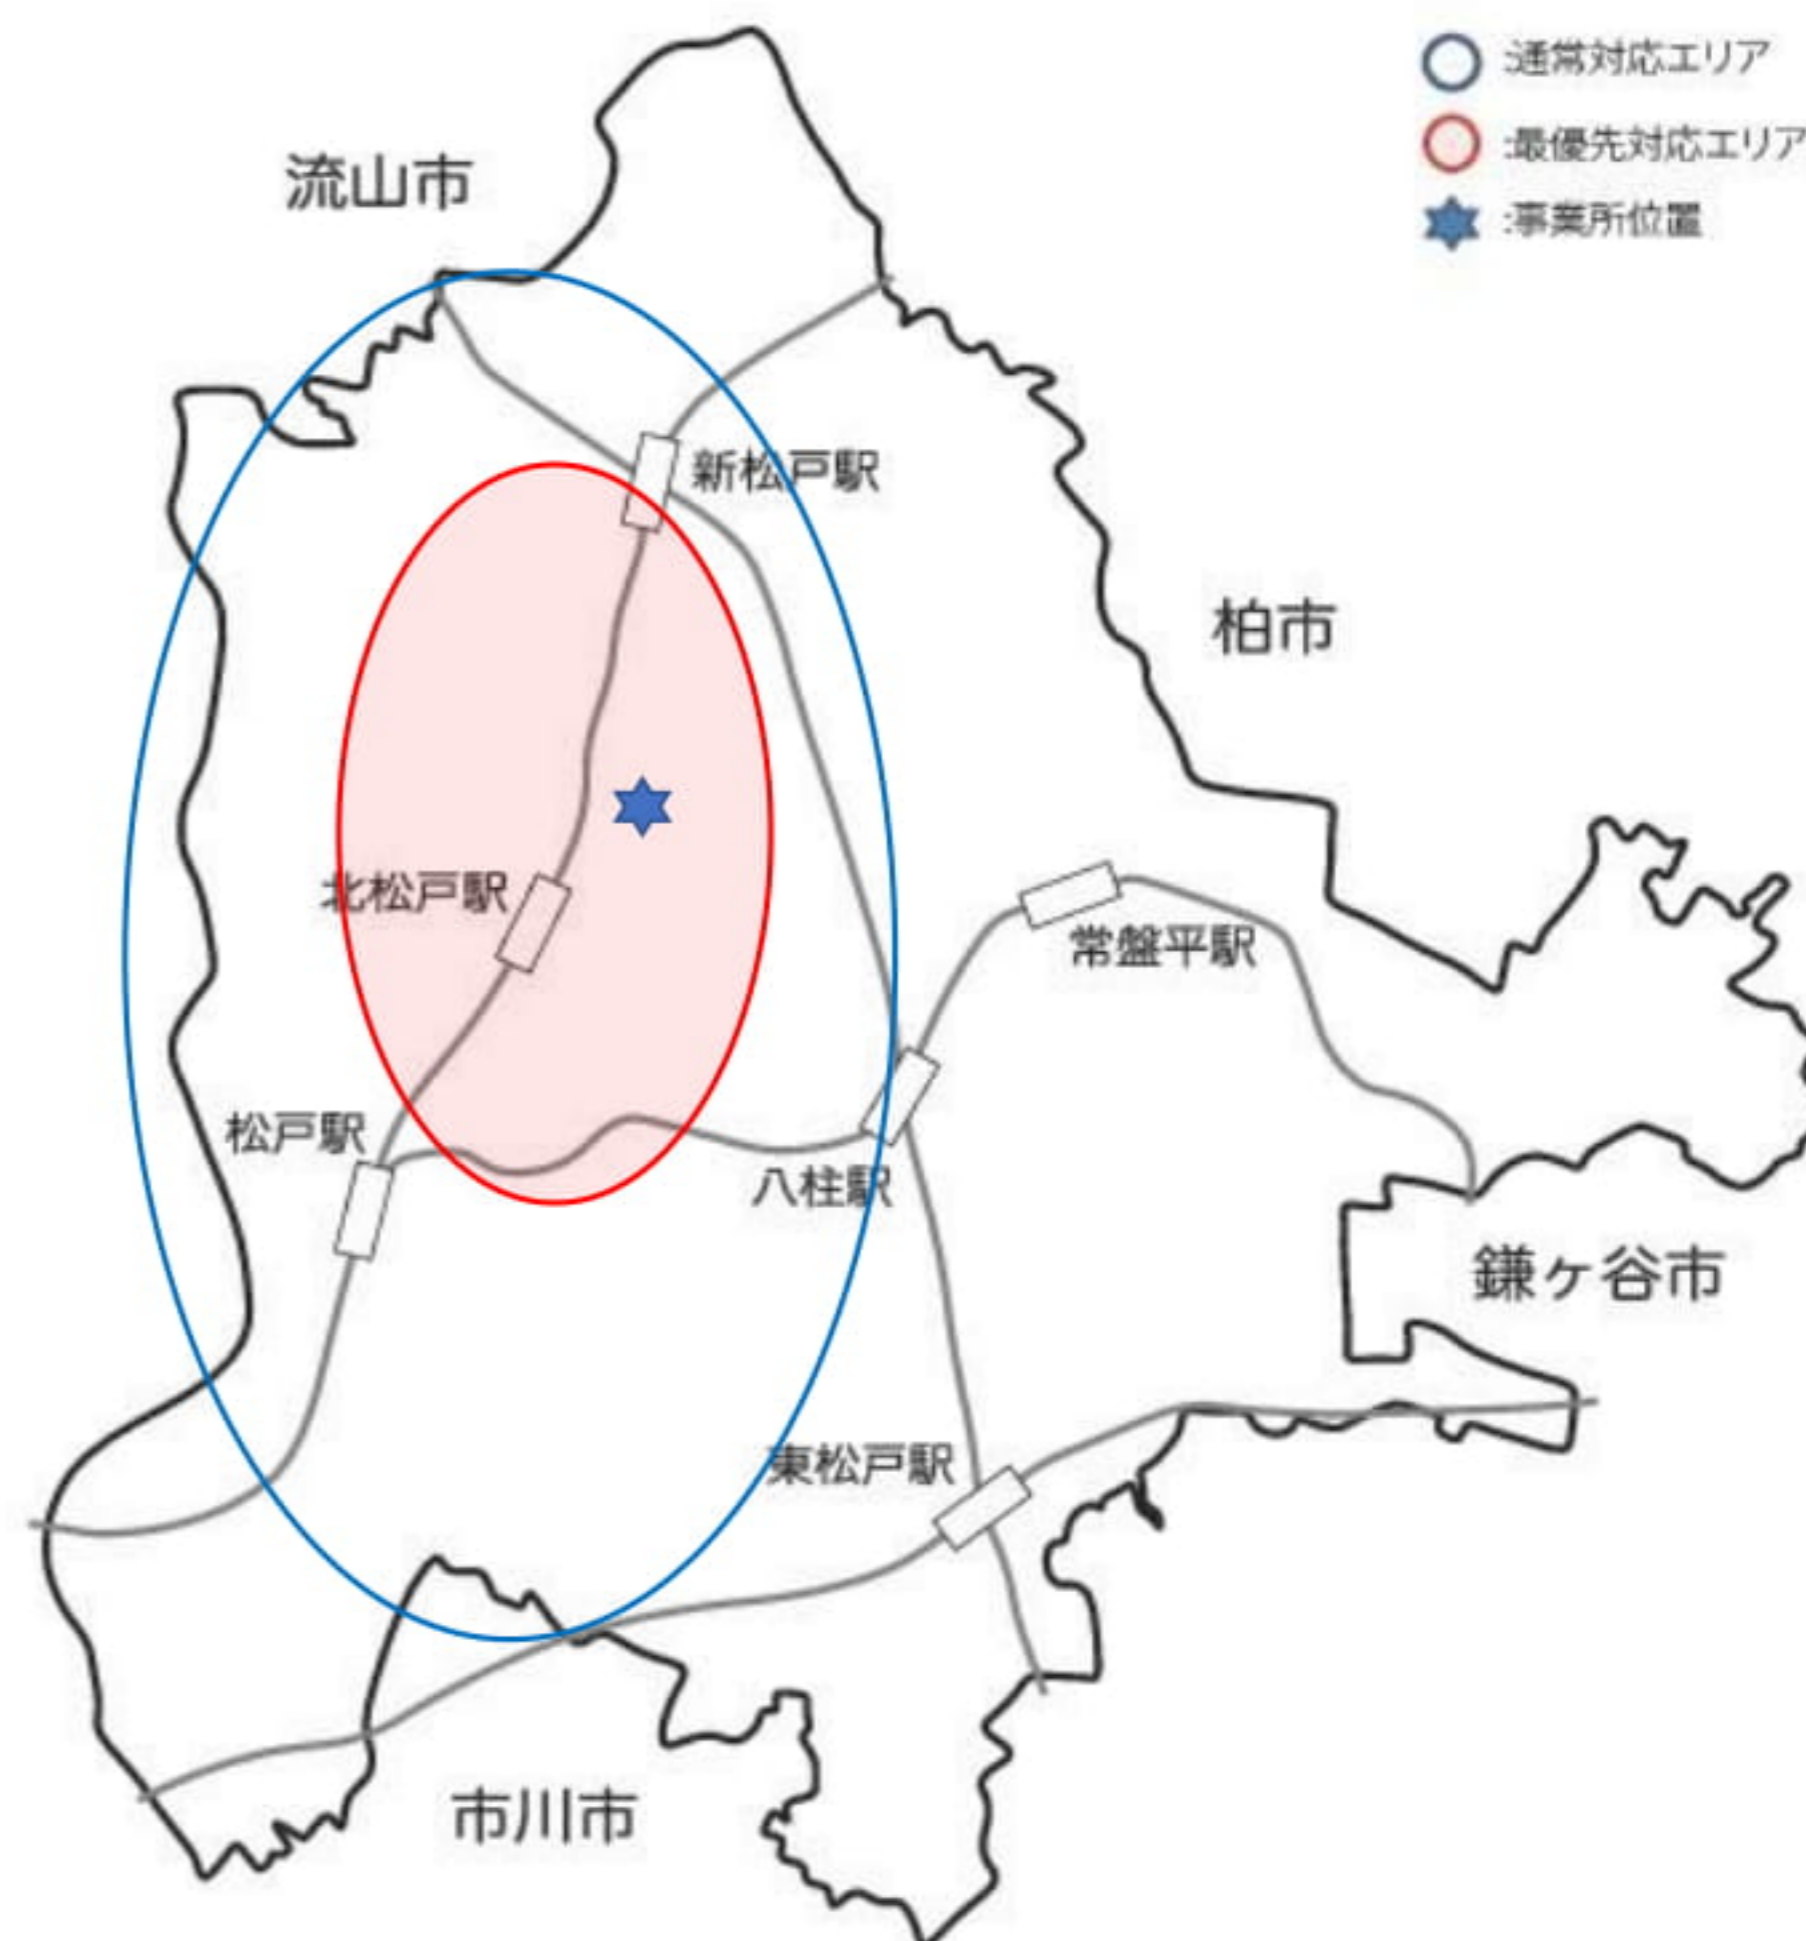 :通常対応エリア
:最優先対応エリア
:事業所位置
流山市
新松戸駅
柏市
北松戸駅
常盤平駅
松戸駅
八柱駅
鎌ヶ谷市
東松戸駅
市川市